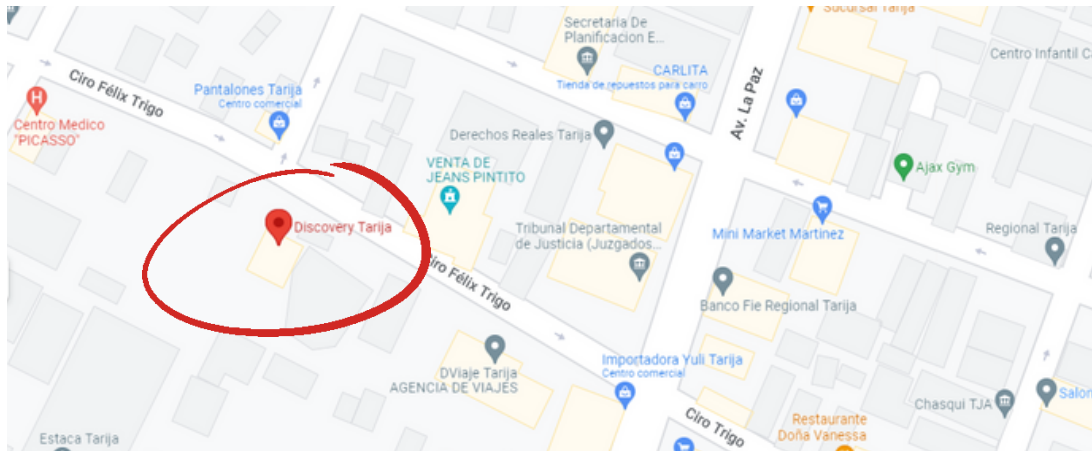 Sucursal Tarija
Secretaria De
Planificacion E...
Centro Infantil C
CARLITA
Tienda de repuestos para carro
Ciro Félix Trigo
Pantalones Tarija
Centro comercial
Av. La Paz
H
Centro Medico
"PICASSO"
Derechos Reales Tarija
VENTA DE
JEANS PINTITO
Ajax Gym
Discovery Tarija
Tribunal Departamental
de Justicia (Juzgados...
Mini Market Martinez
Regional Tarija
Ciro Félix Trigo
Banco Fie Regional Tarija
DViaje Tarija
AGENCIA DE VIAJES
Importadora Yuli Tarija
Centro comercial
Chasqui TJA
Salon
Ciro Trigo
Restaurante
Doña Vanessa
Estaca Tarija